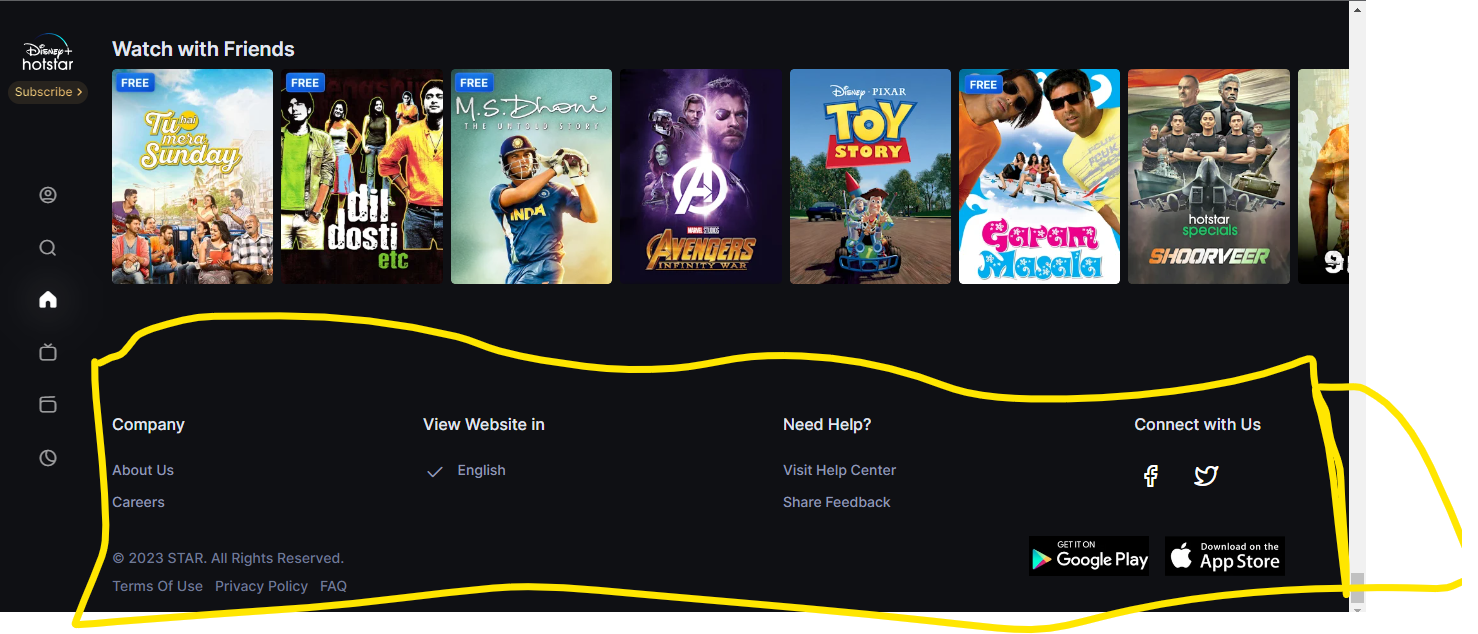 Disney+
hotstar
Subscribe >
Watch with Friends
FREE
Tu hai
mera
Sunday
FREE
dil
dosti
etc
FREE
M.S.Dhoni
THE UNTOLD STORY
INDIA
A
MARVEL STUDIOS
AVENGERS
INFINITY WAR
DISNEY · PIXAR
TOY
STORY
FREE
FCUK
Garam
Masala
hotstar
specials
SHOORVEER
9
Company
View Website in
Need Help?
Connect with Us
About Us
English
Visit Help Center
Careers
Share Feedback
GET IT ON
Google Play
Download on the
App Store
© 2023 STAR. All Rights Reserved.
Terms Of Use Privacy Policy FAQ